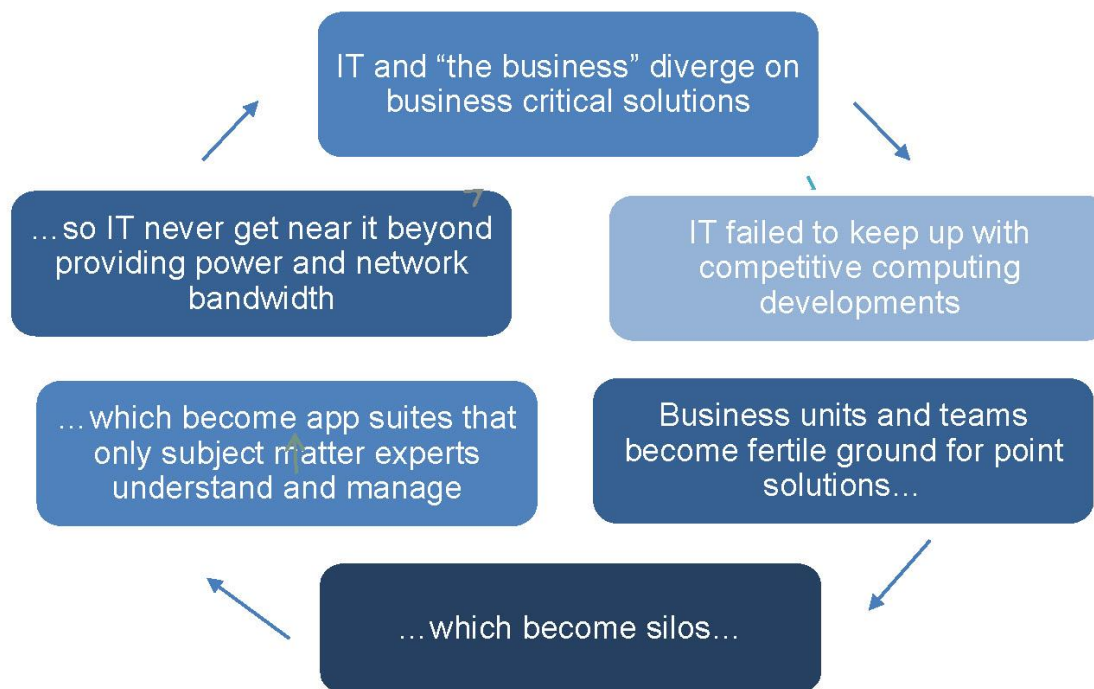 IT and “the business” diverge on
business critical solutions
IT failed to keep up with
competitive computing
developments
Business units and teams
become fertile ground for point
solutions…
…which become silos…
…which become app suites that
only subject matter experts
understand and manage
…so IT never get near it beyond
providing power and network
bandwidth